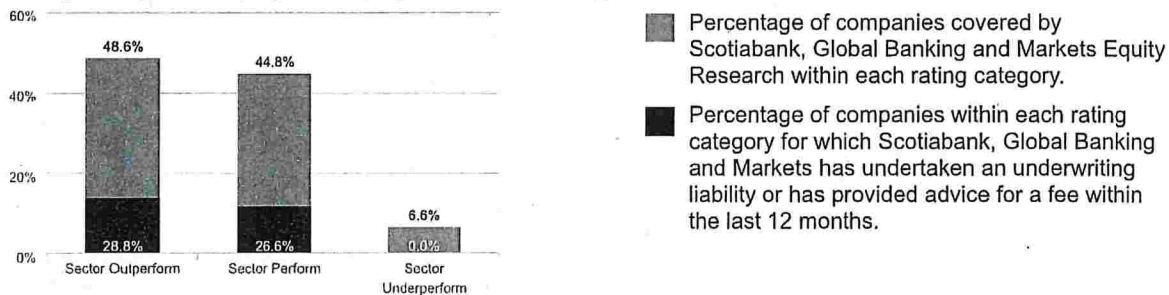 60%
48.6%
44.8%
40%
20%
6.6%
28.8%
26.6%
0.0%
0%
Sector Outperform
Sector Perform
Sector
Underperform
Percentage of companies covered by
Scotiabank, Global Banking and Markets Equity
Research within each rating category.
Percentage of companies within each rating
category for which Scotiabank, Global Banking
and Markets has undertaken an underwriting
liability or has provided advice for a fee within
the last 12 months.